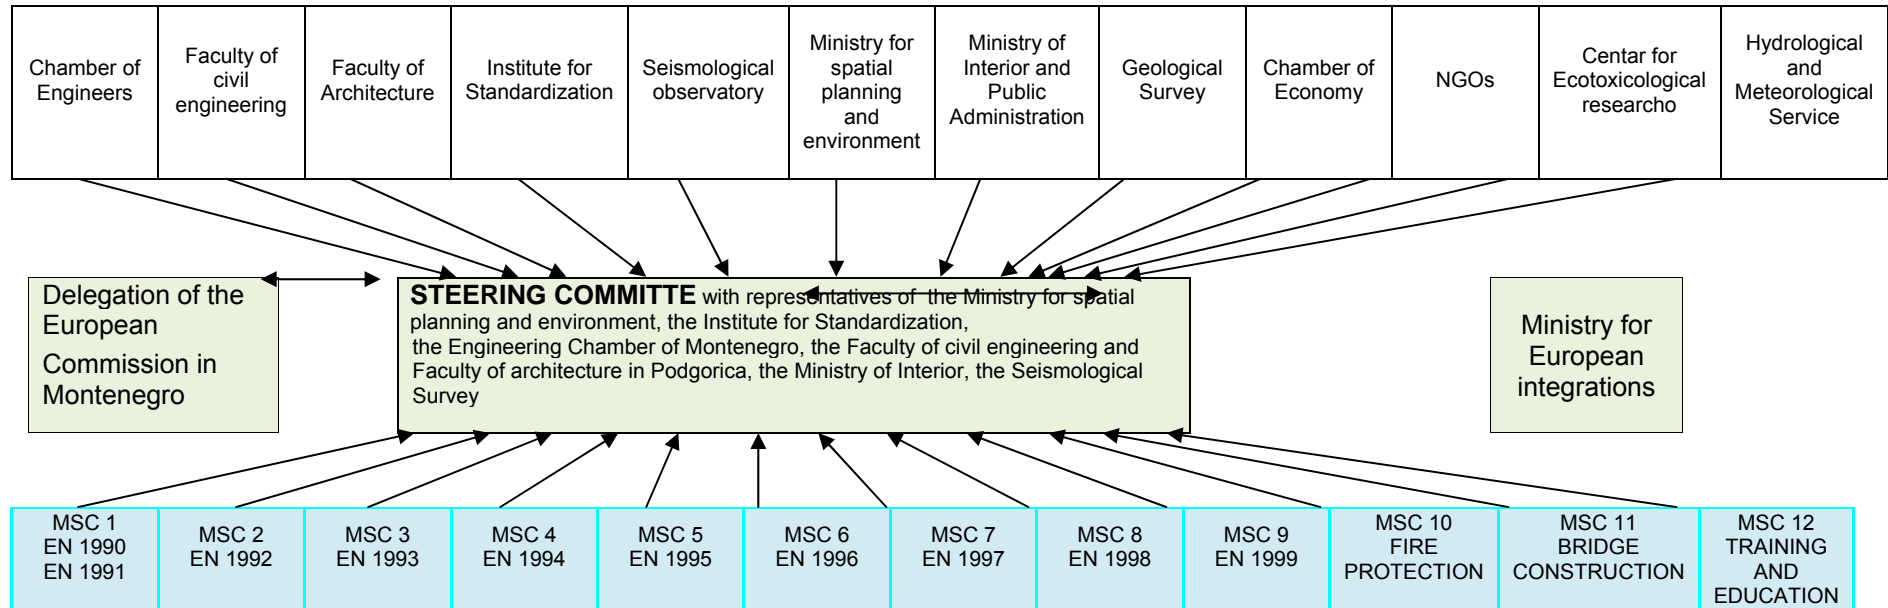 Chamber of
Engineers
Faculty of
civil
engineering
Faculty of
Architecture
Institute for
Standardization
Seismological
observatory
Ministry for
spatial
planning
and
environment
Ministry of
Interior and
Public
Administration
Geological
Survey
Chamber of
Economy
NGOs
Centar for
Ecotoxicological
researcho
Hydrological
and
Meteorological
Service
Delegation of the
European
Commission in
Montenegro
STEERING COMMITTE with representatives of the Ministry for spatial
planning and environment, the Institute for Standardization,
the Engineering Chamber of Montenegro, the Faculty of civil engineering and
Faculty of architecture in Podgorica, the Ministry of Interior, the Seismological
Survey
Ministry for
European
integrations
MSC 1
EN 1990
EN 1991
MSC 2
EN 1992
MSC 3
EN 1993
MSC 4
EN 1994
MSC 5
EN 1995
MSC 6
EN 1996
MSC 7
EN 1997
MSC 8
EN 1998
MSC 9
EN 1999
MSC 10
FIRE
PROTECTION
MSC 11
BRIDGE
CONSTRUCTION
MSC 12
TRAINING
AND
EDUCATION